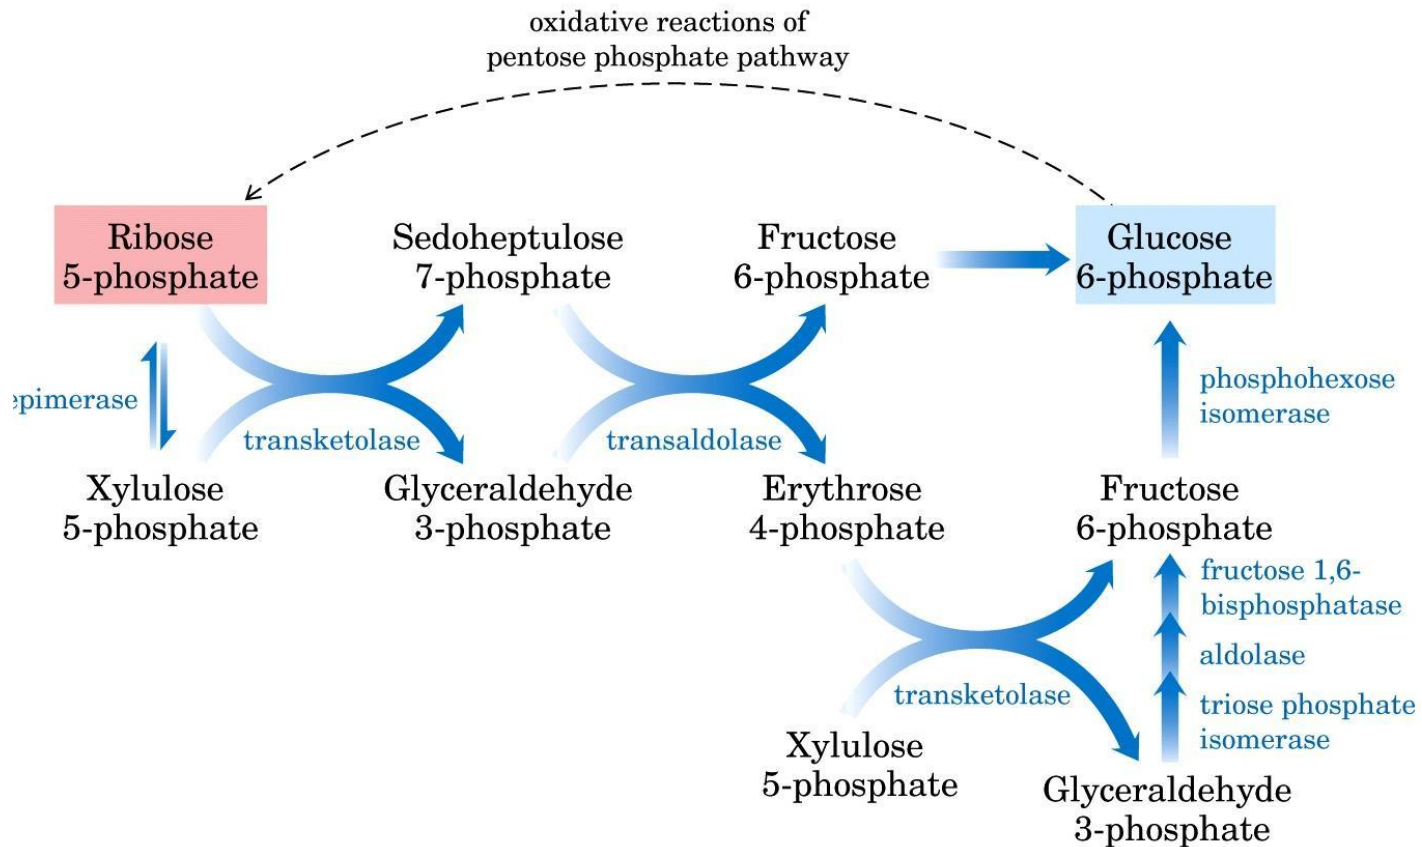 oxidative reactions of
pentose phosphate pathway
Ribose
5-phosphate
Sedoheptulose
7-phosphate
Fructose
6-phosphate
Glucose
6-phosphate
epimerase
transketolase
transaldolase
phosphohexose
isomerase
Xylulose
5-phosphate
Glyceraldehyde
3-phosphate
Erythrose
4-phosphate
Fructose
6-phosphate
fructose 1,6-
bisphosphatase
aldolase
transketolase
triose phosphate
isomerase
Xylulose
5-phosphate
Glyceraldehyde
3-phosphate